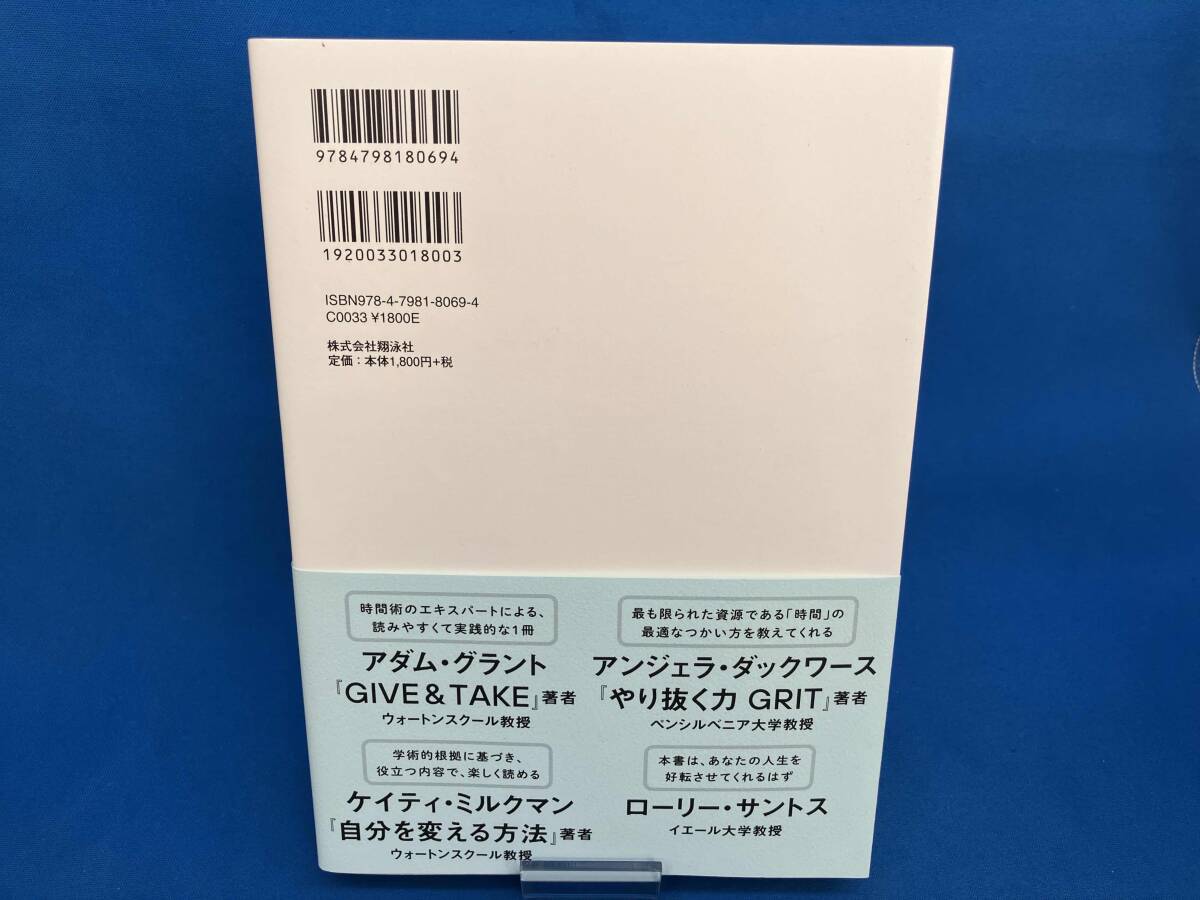 9784798180694
1920033018003
ISBN978-4-7981-8069-4
C0033 ¥1800E
株式会社翔泳社
定価：本体1,800円+税
時間術のエキスパートによる、
読みやすくて実践的な1冊
アダム・グラント
『GIVE & TAKE』著者
ウォートンスクール教授
最も限られた資源である「時間」の
最適なつかい方を教えてくれる
アンジェラ・ダックワース
『やり抜く力 GRIT』著者
ペンシルベニア大学教授
学術的根拠に基づき、
役立つ内容で、楽しく読める
ケイティ・ミルクマン
『自分を変える方法』著者
ウォートンスクール教授
本書は、あなたの人生を
好転させてくれるはず
ローリー・サントス
イエール大学教授